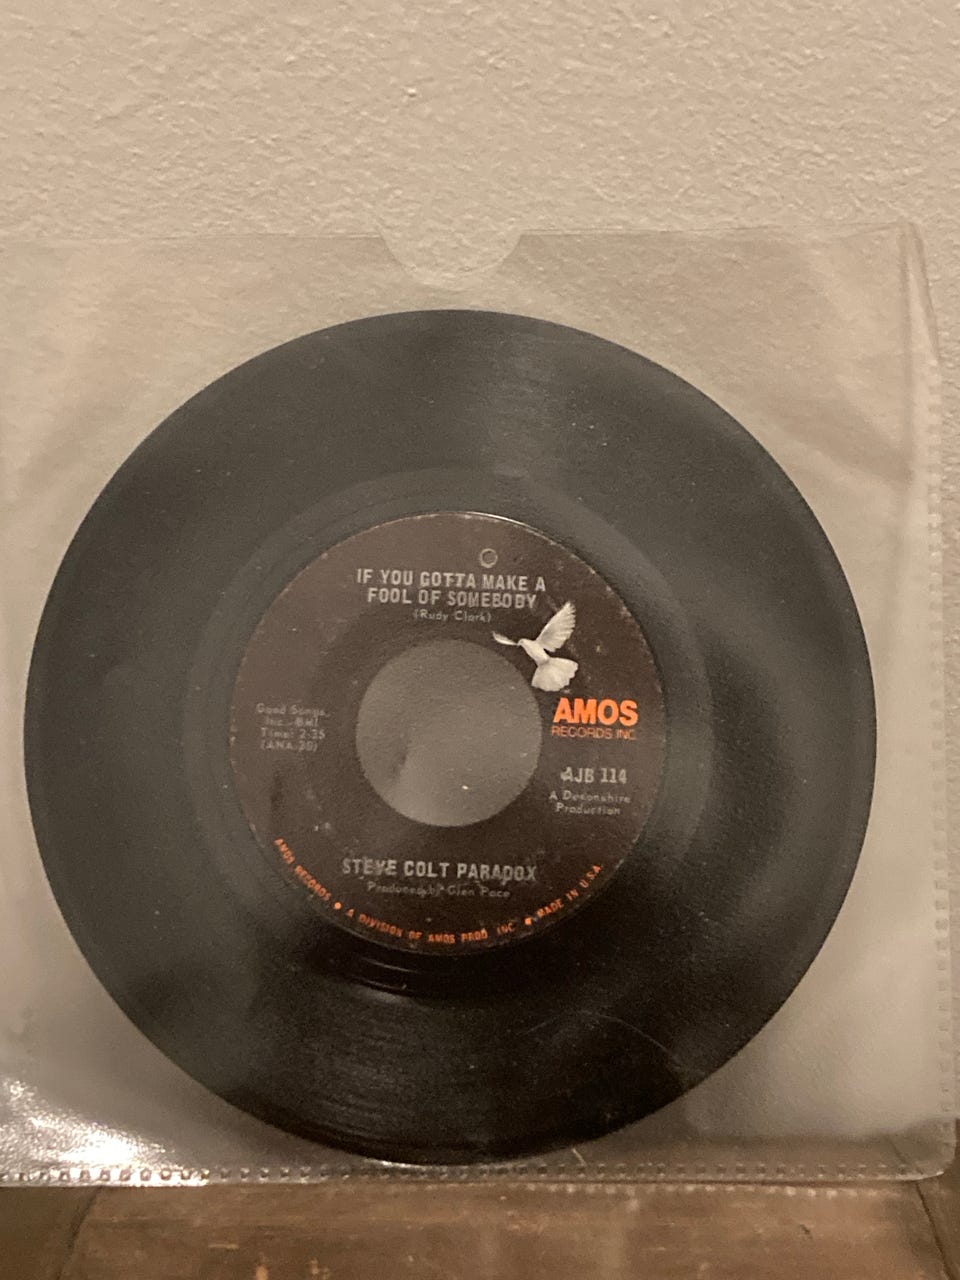 IF YOU GOTTA MAKE A
FOOL OF SOMEBODY
(Rudy Clark)
Good Songs,
Inc.-BMI
Time: 2:35
(ANA-30)
AMOS
RECORDS INC
AJB 114
A Devonshire
Production
STEVE COLT PARADOX
Produced by Glen Pace
AMOS RECORDS ● A DIVISION OF AMOS PROD. INC ● MADE IN U.S.A.